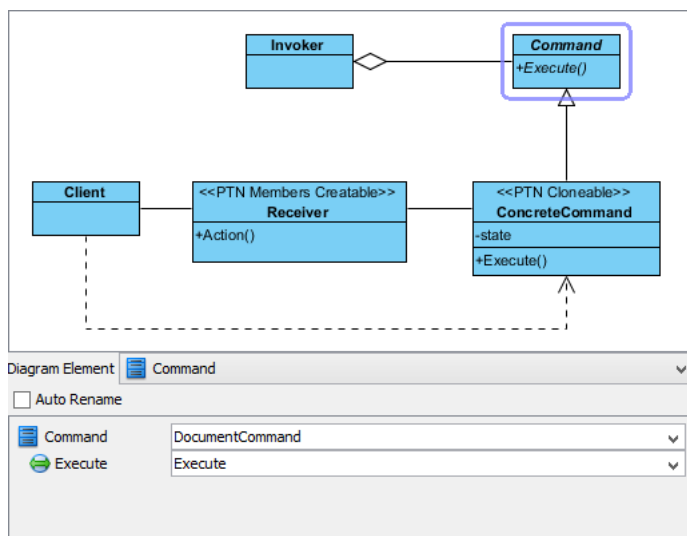 Invoker
Command
+Execute()
Client
<<PTN Members Creatable>>
Receiver
+Action()
<<PTN Cloneable>>
ConcreteCommand
-state
+Execute()
Diagram Element
Command
Auto Rename
Command
DocumentCommand
Execute
Execute